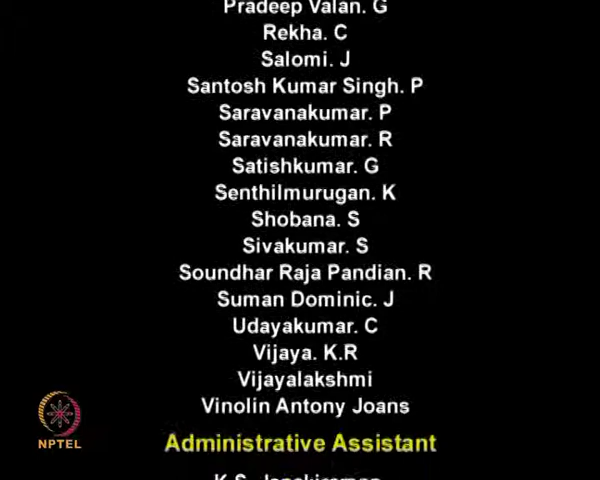 Pradeep Valan. G
Rekha. C
Salomi. J
Santosh Kumar Singh. P
Saravanakumar. P
Saravanakumar. R
Satishkumar. G
Senthilmurugan. K
Shobana. S
Sivakumar. S
Soundhar Raja Pandian. R
Suman Dominic. J
Udayakumar. C
Vijaya. K.R
Vijayalakshmi
Vinolin Antony Joans
NPTEL
Administrative Assistant
K.S.